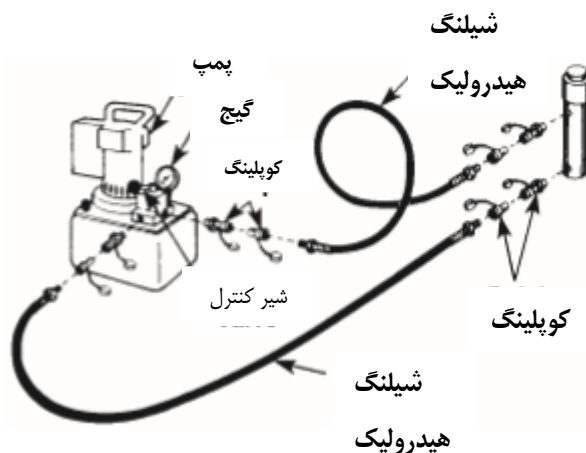 شیلنگ
هیدرولیک
پمپ
گیج
کوپلینگ
شیر کنترل
کوپلینگ
شیلنگ
هیدرولیک